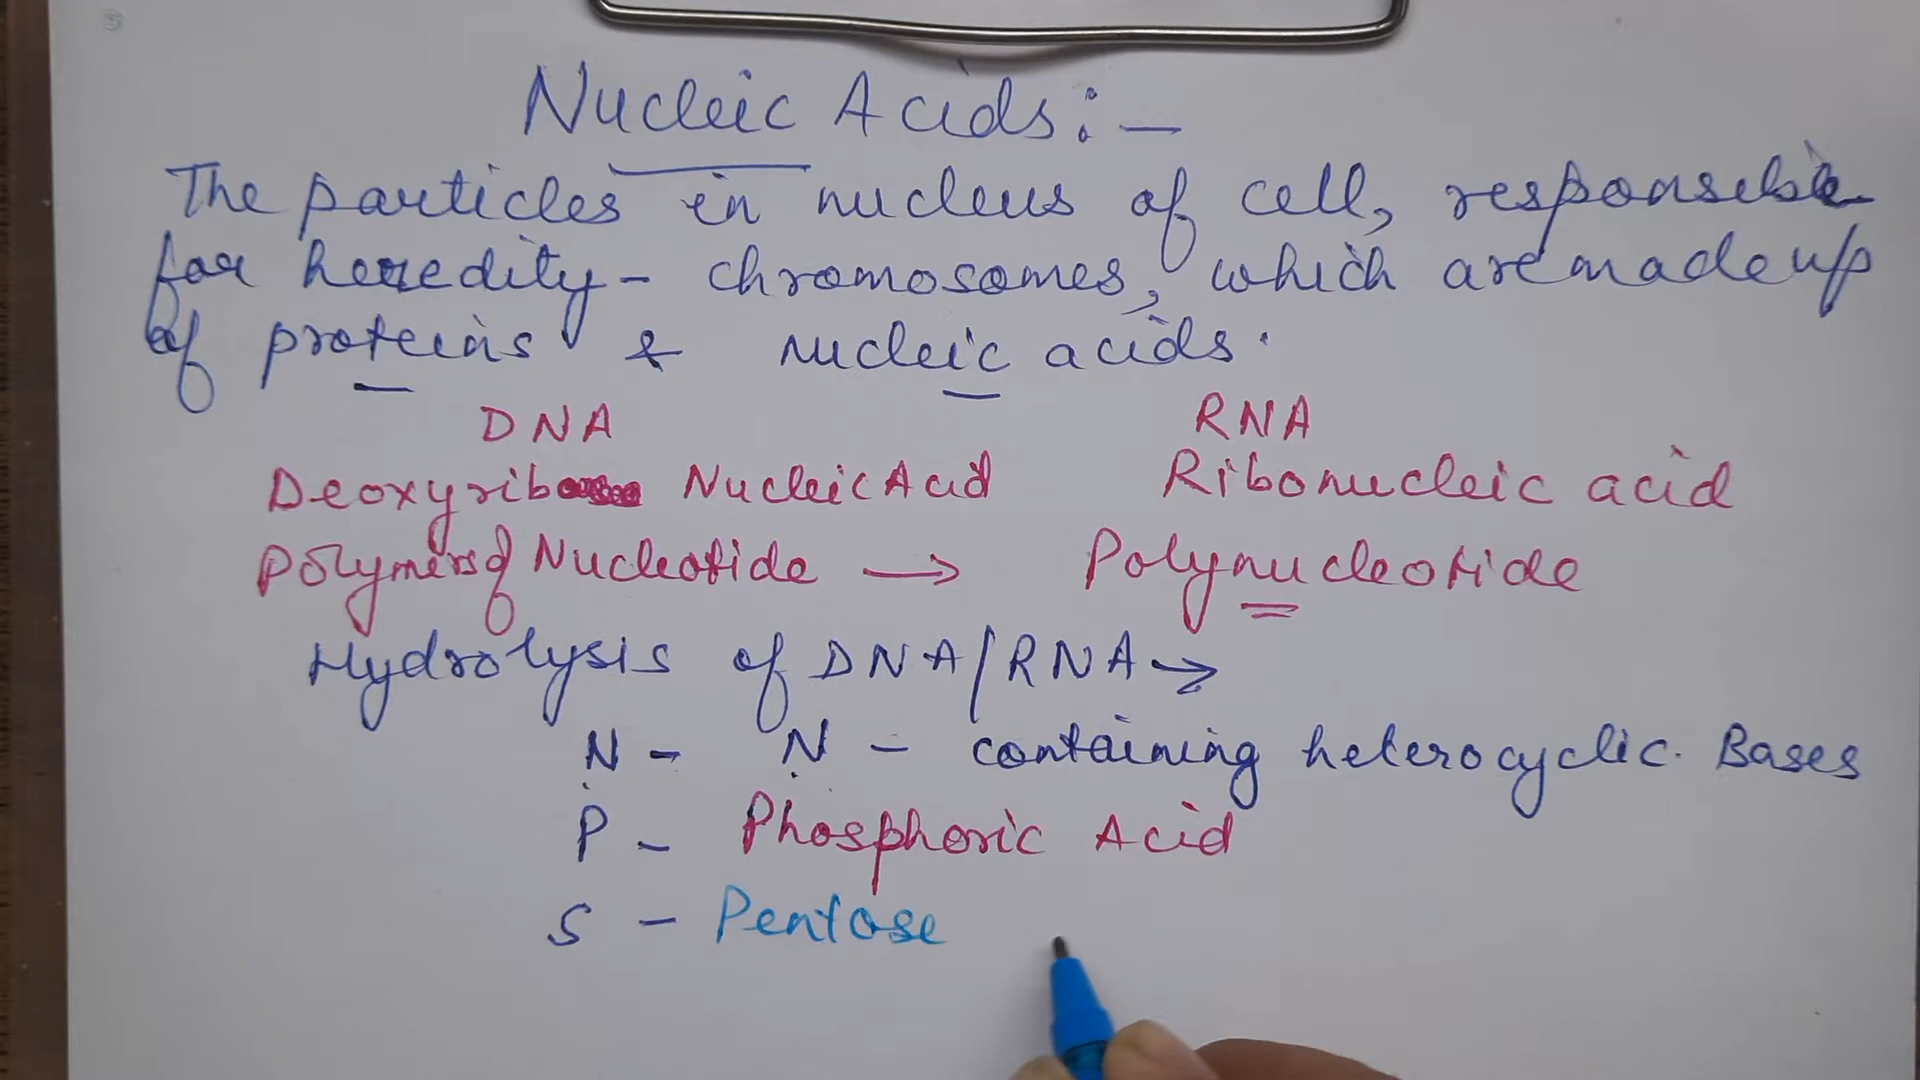 Nucleic Acids:-
The particles in nucleus of cell, responsible
for heredity - chromosomes, which are made up
of proteins & nucleic acids.
DNA RNA
Deoxyribo Nucleic Acid Ribonucleic acid
Polymers of Nucleotide → Polynucleotide
Hydrolysis of DNA/RNA →
N - N - containing heterocyclic. Bases
P - Phosphoric Acid
S - Pentose